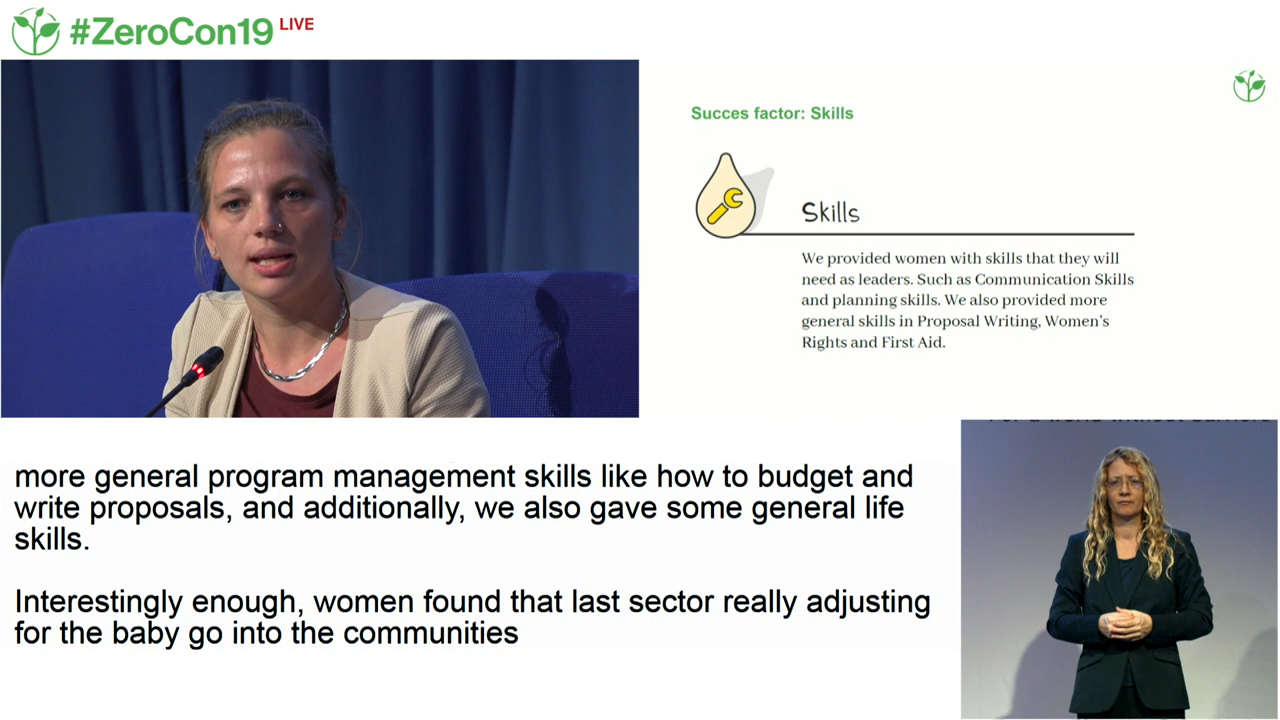 #ZeroCon19 LIVE
Succes factor: Skills
Skills
We provided women with skills that they will
need as leaders. Such as Communication Skills
and planning skills. We also provided more
general skills in Proposal Writing, Women's
Rights and First Aid.
more general program management skills like how to budget and
write proposals, and additionally, we also gave some general life
skills.
Interestingly enough, women found that last sector really adjusting
for the baby go into the communities